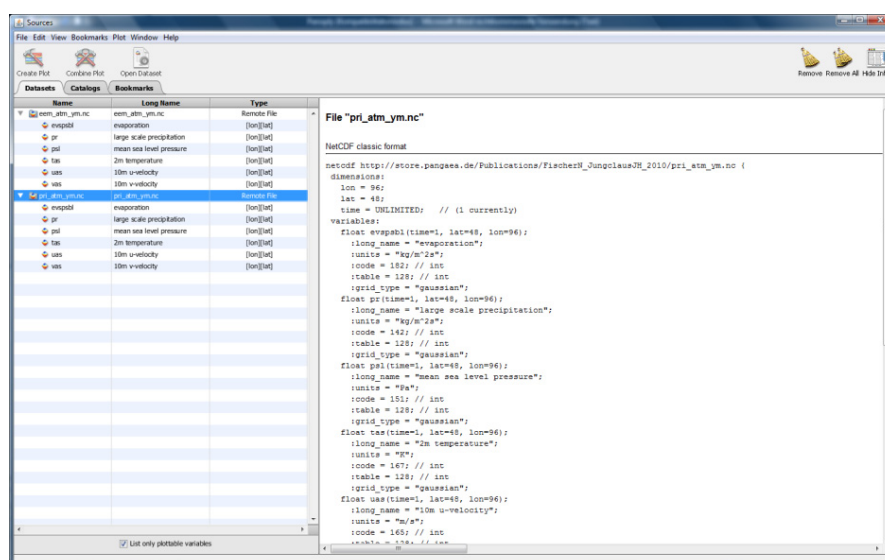 Sources
File Edit View Bookmarks Plot Window Help
Create Plot Combine Plot Open Dataset
Remove Remove All Hide Inf
Datasets Catalogs Bookmarks
Name Long Name Type
eem_atm_ym.nc eem_atm_ym.nc Remote File
evspsbl evaporation [lon][lat]
pr large scale precipitation [lon][lat]
psl mean sea level pressure [lon][lat]
tas 2m temperature [lon][lat]
uas 10m u-velocity [lon][lat]
vas 10m v-velocity [lon][lat]
pri_atm_ym.nc pri_atm_ym.nc Remote File
evspsbl evaporation [lon][lat]
pr large scale precipitation [lon][lat]
psl mean sea level pressure [lon][lat]
tas 2m temperature [lon][lat]
uas 10m u-velocity [lon][lat]
vas 10m v-velocity [lon][lat]
List only plottable variables
File "pri_atm_ym.nc"
NetCDF classic format
netcdf http://store.pangaea.de/Publications/FischerN_JungclausJH_2010/pri_atm_ym.nc {
dimensions:
lon = 96;
lat = 48;
time = UNLIMITED; // (1 currently)
variables:
float evspsbl(time=1, lat=48, lon=96);
:long_name = "evaporation";
:units = "kg/m^2s";
:code = 182; // int
:table = 128; // int
:grid_type = "gaussian";
float pr(time=1, lat=48, lon=96);
:long_name = "large scale precipitation";
:units = "kg/m^2s";
:code = 142; // int
:table = 128; // int
:grid_type = "gaussian";
float psl(time=1, lat=48, lon=96);
:long_name = "mean sea level pressure";
:units = "Pa";
:code = 151; // int
:table = 128; // int
:grid_type = "gaussian";
float tas(time=1, lat=48, lon=96);
:long_name = "2m temperature";
:units = "K";
:code = 167; // int
:table = 128; // int
:grid_type = "gaussian";
float uas(time=1, lat=48, lon=96);
:long_name = "10m u-velocity";
:units = "m/s";
:code = 165; // int
:table = 128; // int